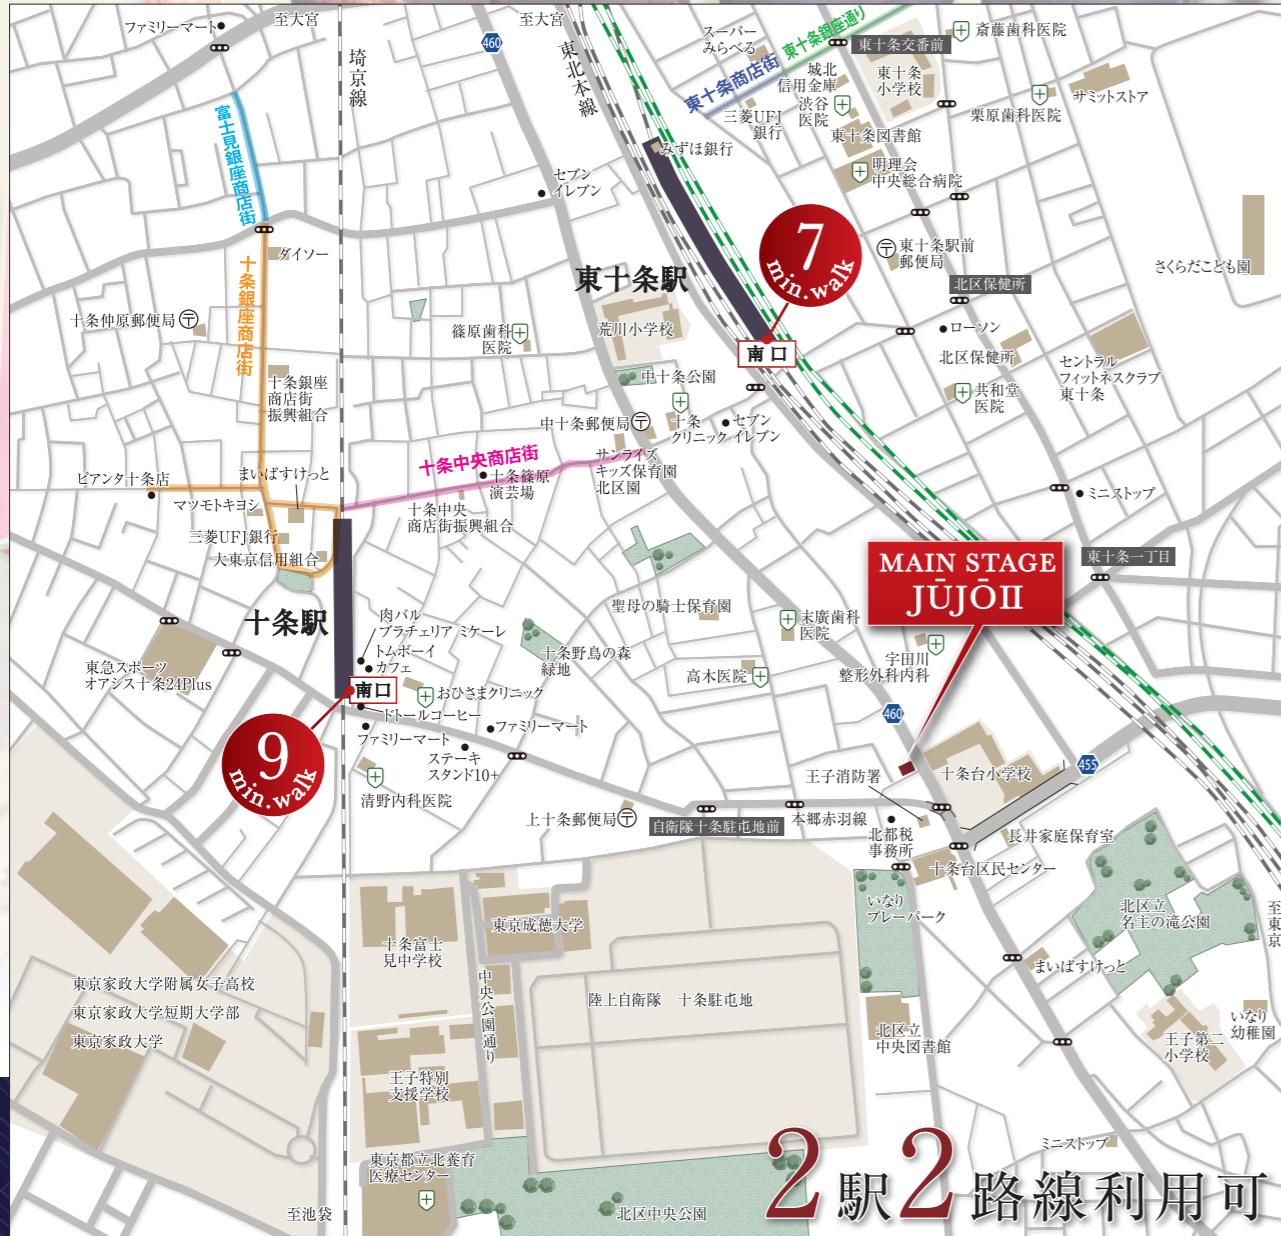 ファミリーマート
至大宮
埼京線
460
至大宮
東北本線
スーパー
みらべる
東十条銀座通り
東十条商店街
東十条交番前
斎藤歯科医院
城北
信用金庫
東十条
小学校
渋谷
医院
三菱UFJ
銀行
東十条図書館
栗原歯科医院
サミットストア
みずほ銀行
明理会
中央総合病院
富士見銀座商店街
セブン
イレブン
7
min.walk
東十条駅前
郵便局
ダイソー
東十条駅
北区保健所
さくらだこども園
十条銀座商店街
十条仲原郵便局
篠原歯科
医院
荒川小学校
南口
ローソン
北区保健所
セントラル
フィットネスクラブ
東十条
十条銀座
商店街
振興組合
中十条公園
共和堂
医院
中十条郵便局
十条
クリニック
セブン
イレブン
十条中央商店街
サンライズ
キッズ保育園
北区園
ピアンタ十条店
まいばすけっと
十条篠原
演芸場
マツモトキヨシ
十条中央
商店街振興組合
ミニストップ
三菱UFJ銀行
大東京信用組合
東十条一丁目
MAIN STAGE
JŪJŌII
十条駅
肉バル
ブラチェリア ミケーレ
トムボーイ
カフェ
聖母の騎士保育園
末廣歯科
医院
十条野鳥の森
緑地
宇田川
整形外科内科
東急スポーツ
オアシス十条24Plus
高木医院
南口
おひさまクリニック
ドトールコーヒー
ファミリーマート
ファミリーマート
460
9
min.walk
ステーキ
スタンド10+
清野内科医院
王子消防署
十条台小学校
455
上十条郵便局
自衛隊十条駐屯地前
本郷赤羽線
北都税
事務所
長井家庭保育室
十条台区民センター
いなり
プレーパーク
北区立
名主の滝公園
至東京
十条富士
見中学校
東京成徳大学
中央公園通り
東京家政大学附属女子高校
東京家政大学短期大学部
東京家政大学
陸上自衛隊 十条駐屯地
まいばすけっと
北区立
中央図書館
いなり
幼稚園
王子第二
小学校
王子特別
支援学校
ミニストップ
東京都立北養育
医療センター
至池袋
北区中央公園
2駅2路線利用可